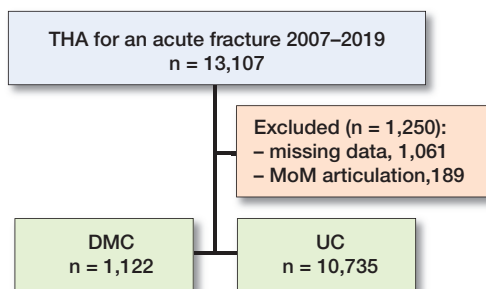 THA for an acute fracture 2007–2019
n = 13,107
Excluded (n = 1,250):
– missing data, 1,061
– MoM articulation,189
DMC
n = 1,122
UC
n = 10,735